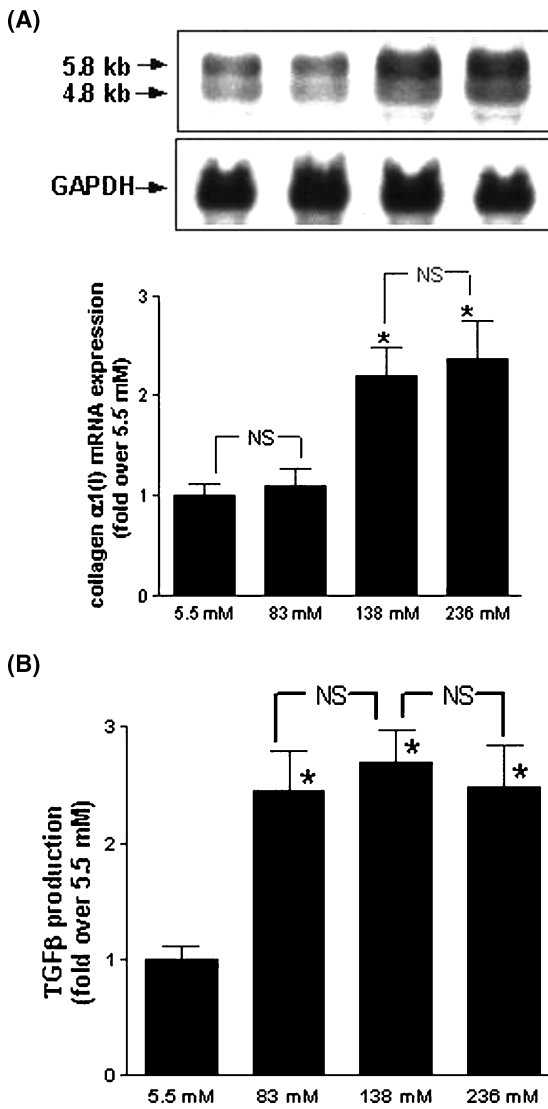 (A)
5.8 kb
4.8 kb
GAPDH
collagen α1(I) mRNA expression
(fold over 5.5 mM)
3
2
1
0
NS
NS
*
*
5.5 mM 83 mM 138 mM 236 mM
(B)
TGFβ production
(fold over 5.5 mM)
3
2
1
0
NS
NS
*
*
*
5.5 mM 83 mM 138 mM 236 mM